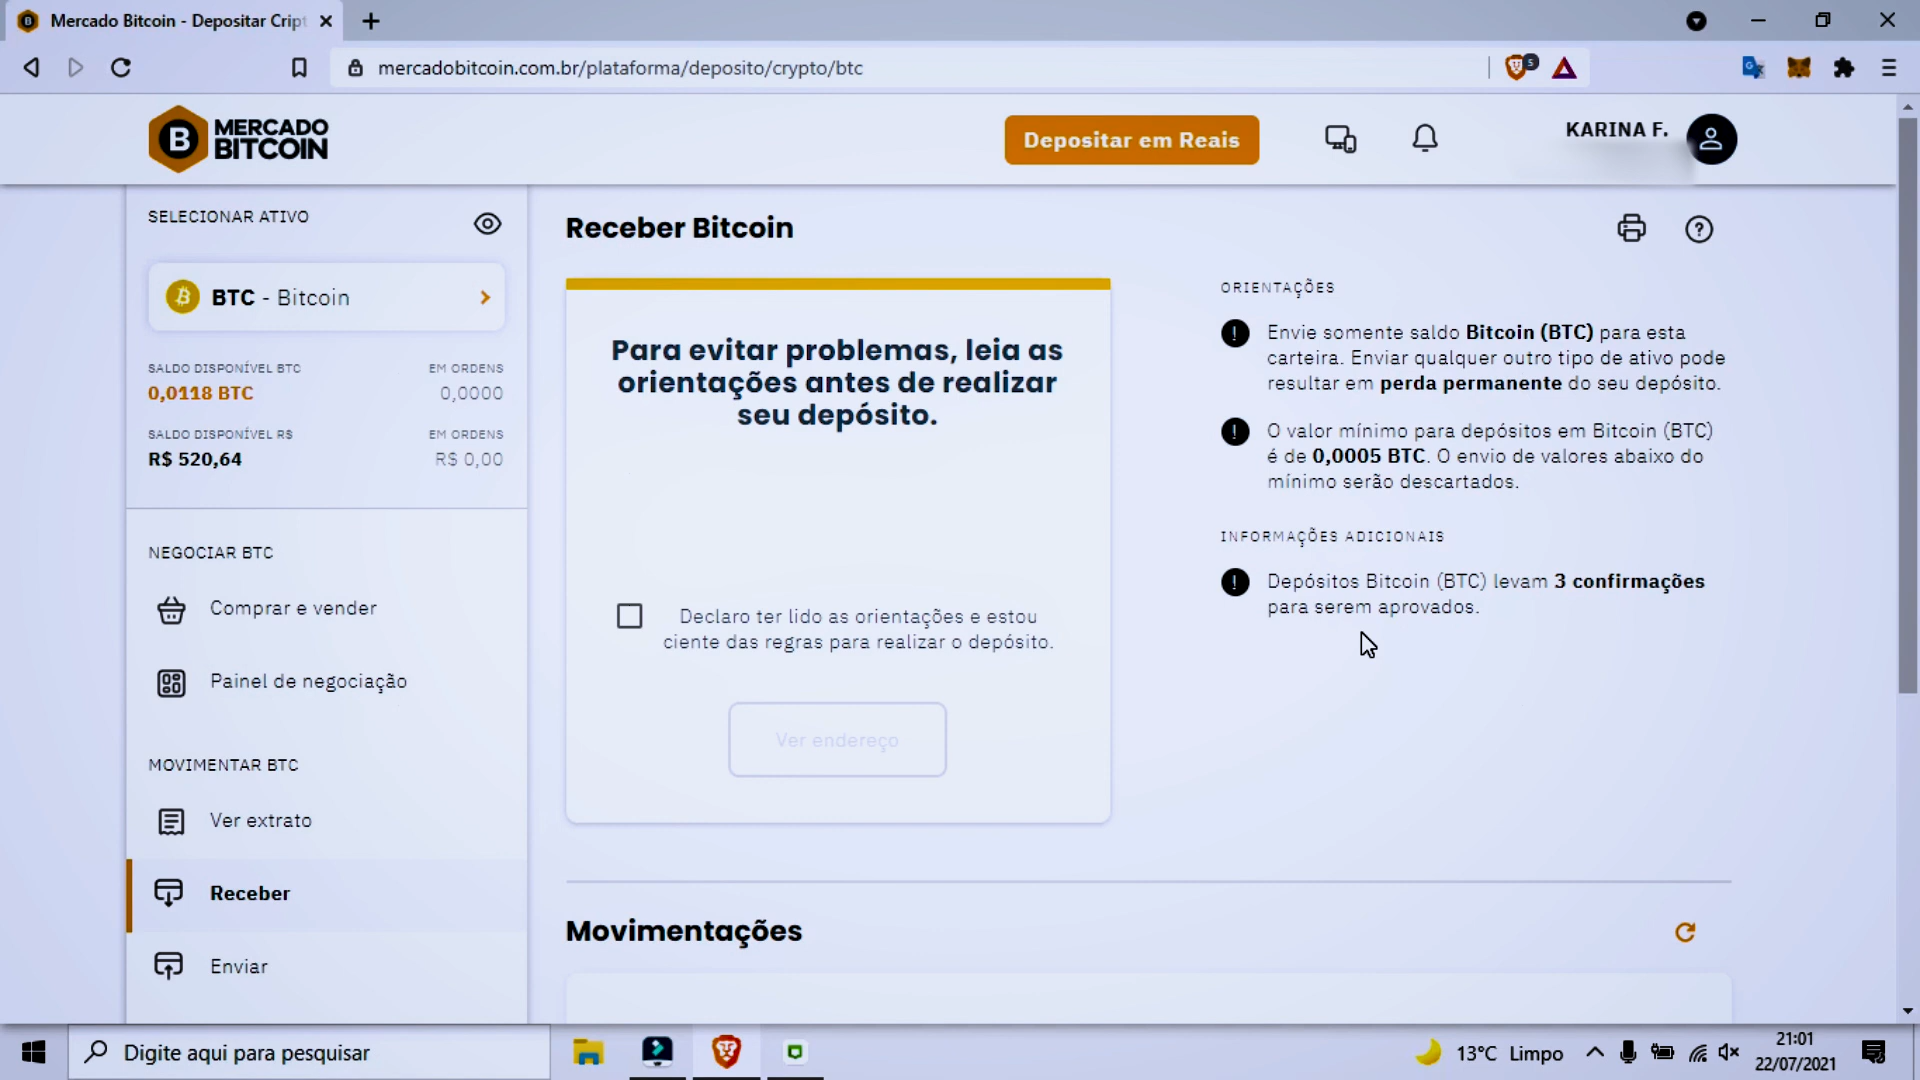 Mercado Bitcoin - Depositar Cript
mercadobitcoin.com.br/plataforma/deposito/crypto/btc
5
MERCADO
BITCOIN
Depositar em Reais
KARINA F.
SELECIONAR ATIVO
BTC - Bitcoin
SALDO DISPONÍVEL BTC
EM ORDENS
0,0118 BTC
0,0000
SALDO DISPONÍVEL R$
EM ORDENS
R$ 520,64
R$ 0,00
NEGOCIAR BTC
Comprar e vender
Painel de negociação
MOVIMENTAR BTC
Ver extrato
Receber
Enviar
Receber Bitcoin
Para evitar problemas, leia as
orientações antes de realizar
seu depósito.
Declaro ter lido as orientações e estou
ciente das regras para realizar o depósito.
Ver endereço
ORIENTAÇÕES
Envie somente saldo Bitcoin (BTC) para esta
carteira. Enviar qualquer outro tipo de ativo pode
resultar em perda permanente do seu depósito.
O valor mínimo para depósitos em Bitcoin (BTC)
é de 0,0005 BTC. O envio de valores abaixo do
mínimo serão descartados.
INFORMAÇÕES ADICIONAIS
Depósitos Bitcoin (BTC) levam 3 confirmações
para serem aprovados.
Movimentações
Digite aqui para pesquisar
13°C Limpo
21:01
22/07/2021